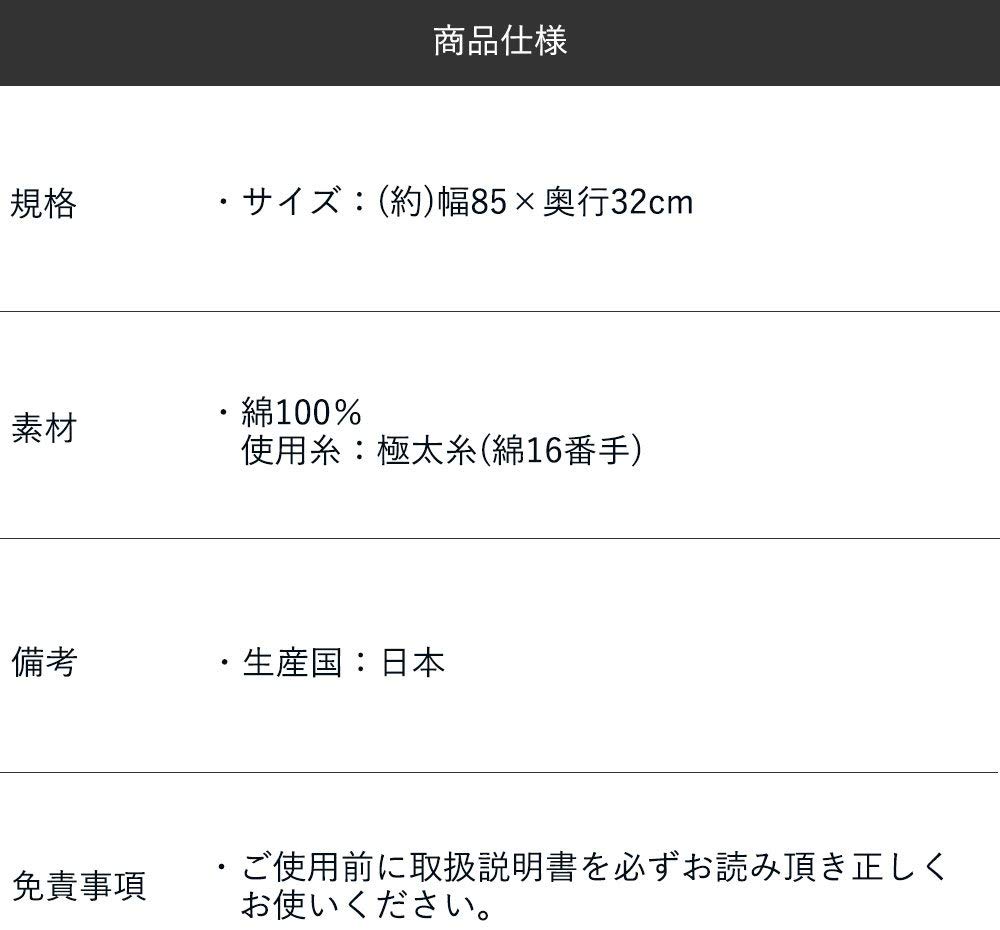 商品仕様
規格
・サイズ：(約)幅85×奥行32cm
素材
・綿100％
使用糸：極太糸(綿16番手)
備考
・生産国：日本
免責事項
・ご使用前に取扱説明書を必ずお読み頂き正しく
お使いください。